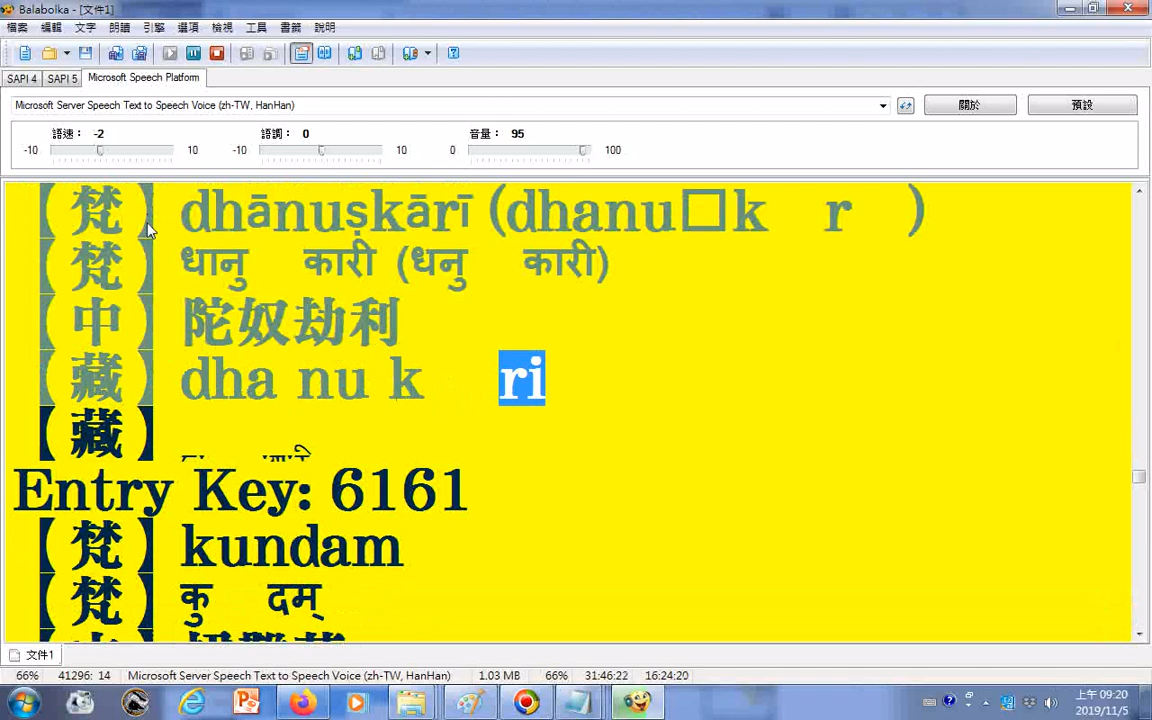 Balabolka - [文件1]
檔案 編輯 文字 朗讀 引擎 選項 檢視 工具 書籤 說明
SAPI 4 SAPI 5 Microsoft Speech Platform
Microsoft Server Speech Text to Speech Voice (zh-TW, HanHan) 關於 預設
語速： -2 語調： 0 音量： 95
-10 10 -10 10 0 100
【梵】 dhānuṣkārī (dhanu□k r )
【梵】 धानु कारी (धनु कारी)
【中】 陀奴劫利
【藏】 dha nu k ri
【藏】
Entry Key: 6161
【梵】 kundam
【梵】 कु दम्
文件1
66% 41296: 14 Microsoft Server Speech Text to Speech Voice (zh-TW, HanHan) 1.03 MB 66% 31:46:22 16:24:20
上午 09:20
2019/11/5